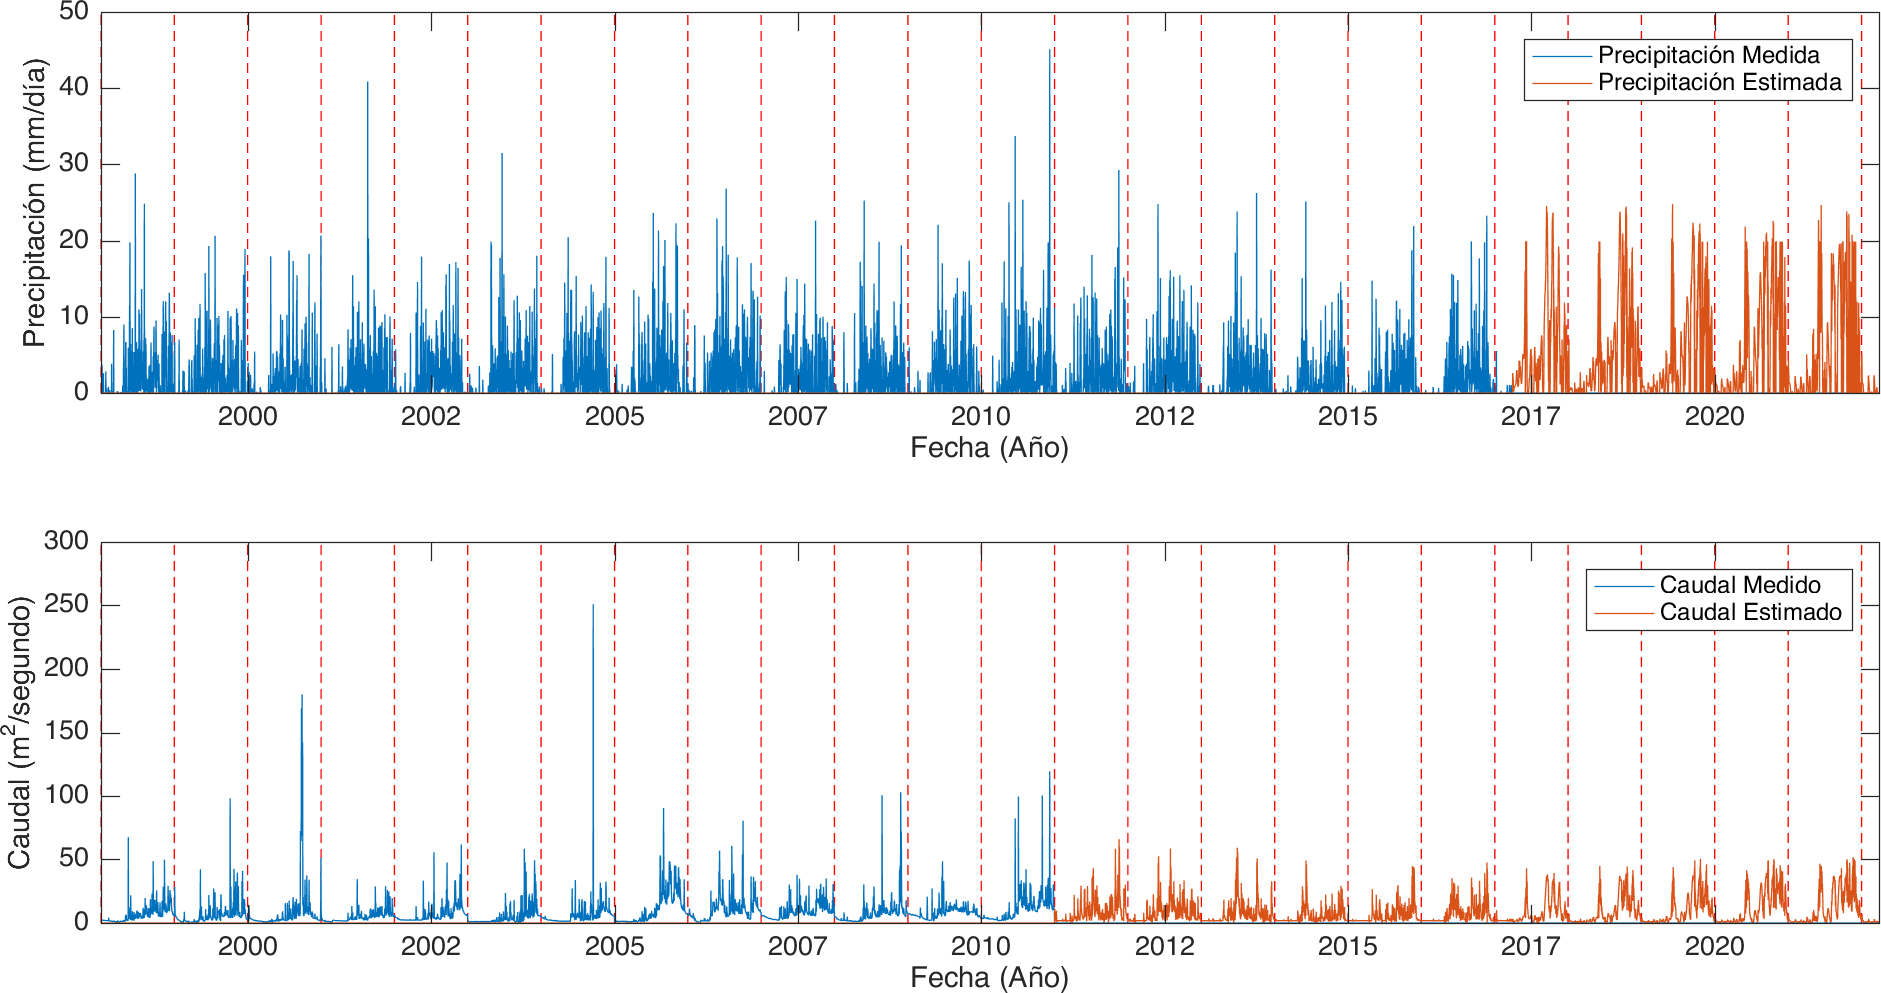 50
40
30
20
10
0
Precipitación (mm/día)
Precipitación Medida
Precipitación Estimada
2000 2002 2005 2007 2010 2012 2015 2017 2020
Fecha (Año)
300
250
200
150
100
50
0
Caudal (m²/segundo)
Caudal Medido
Caudal Estimado
2000 2002 2005 2007 2010 2012 2015 2017 2020
Fecha (Año)